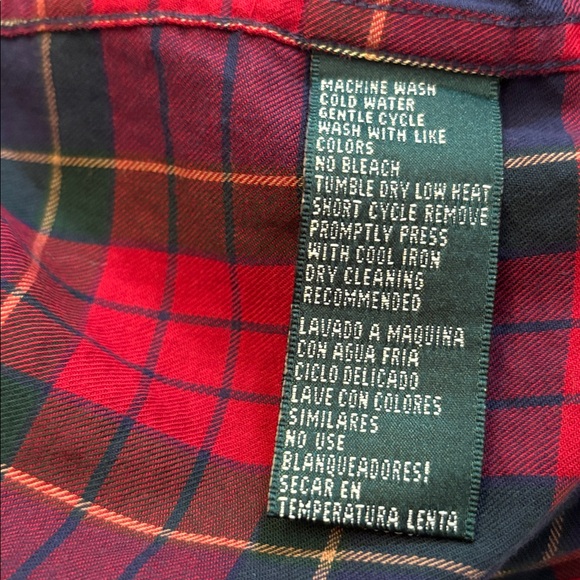 MACHINE WASH
COLD WATER
GENTLE CYCLE
WASH WITH LIKE
COLORS
NO BLEACH
TUMBLE DRY LOW HEAT
SHORT CYCLE REMOVE
PROMPTLY PRESS
WITH COOL IRON
DRY CLEANING
RECOMMENDED
LAVADO A MAQUINA
CON AGUA FRIA
CICLO DELICADO
LAVE CON COLORES
SIMILARES
NO USE
BLANQUEADORES!
SECAR EN
TEMPERATURA LENTA